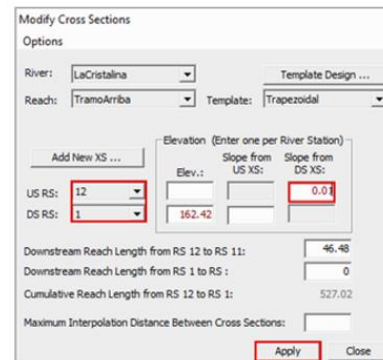 Modify Cross Sections
Options
River: LaCristalina Template Design ...
Reach: TramoArriba Template: Trapezoidal
Elevation (Enter one per River Station)
Add New XS ... Elev.: Slope from US XS: Slope from DS XS:
US RS: 12 0.01
DS RS: 1 162.42
Downstream Reach Length from RS 12 to RS 11: 46.48
Downstream Reach Length from RS 1 to RS : 0
Cumulative Reach Length from RS 12 to RS 1: 527.02
Maximum Interpolation Distance Between Cross Sections:
Apply Close